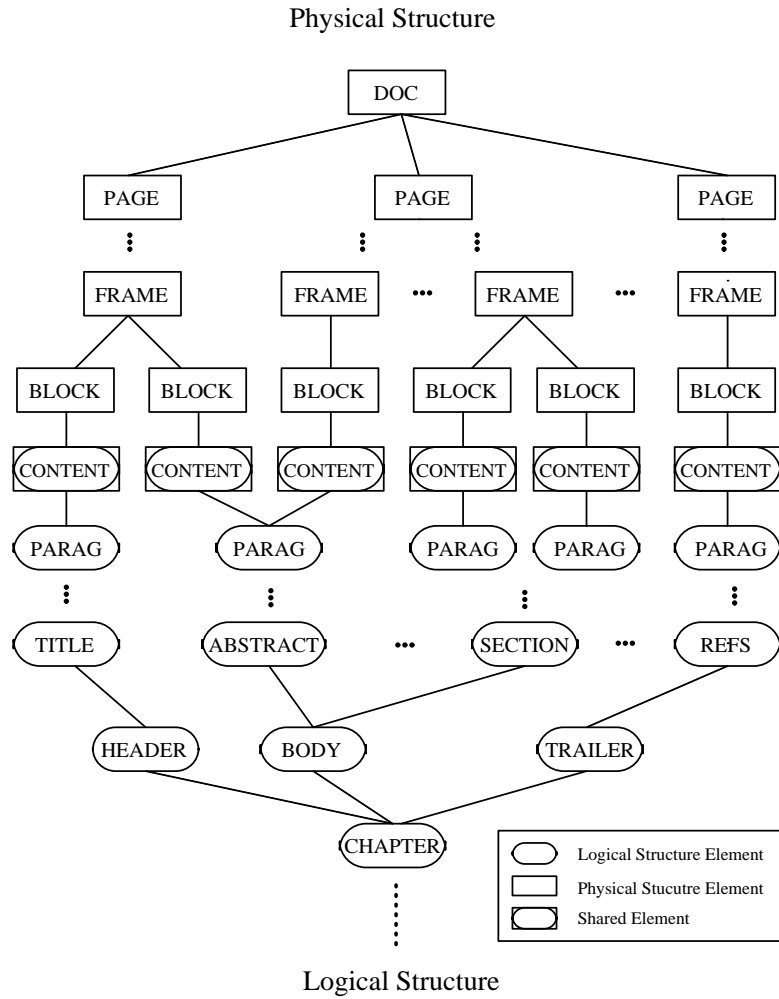 Physical Structure
DOC
PAGE PAGE PAGE
FRAME FRAME FRAME FRAME
BLOCK BLOCK BLOCK BLOCK BLOCK BLOCK
CONTENT CONTENT CONTENT CONTENT CONTENT CONTENT
PARAG PARAG PARAG PARAG PARAG
TITLE ABSTRACT SECTION REFS
HEADER BODY TRAILER
CHAPTER
Logical Structure Element
Physical Stucutre Element
Shared Element
Logical Structure